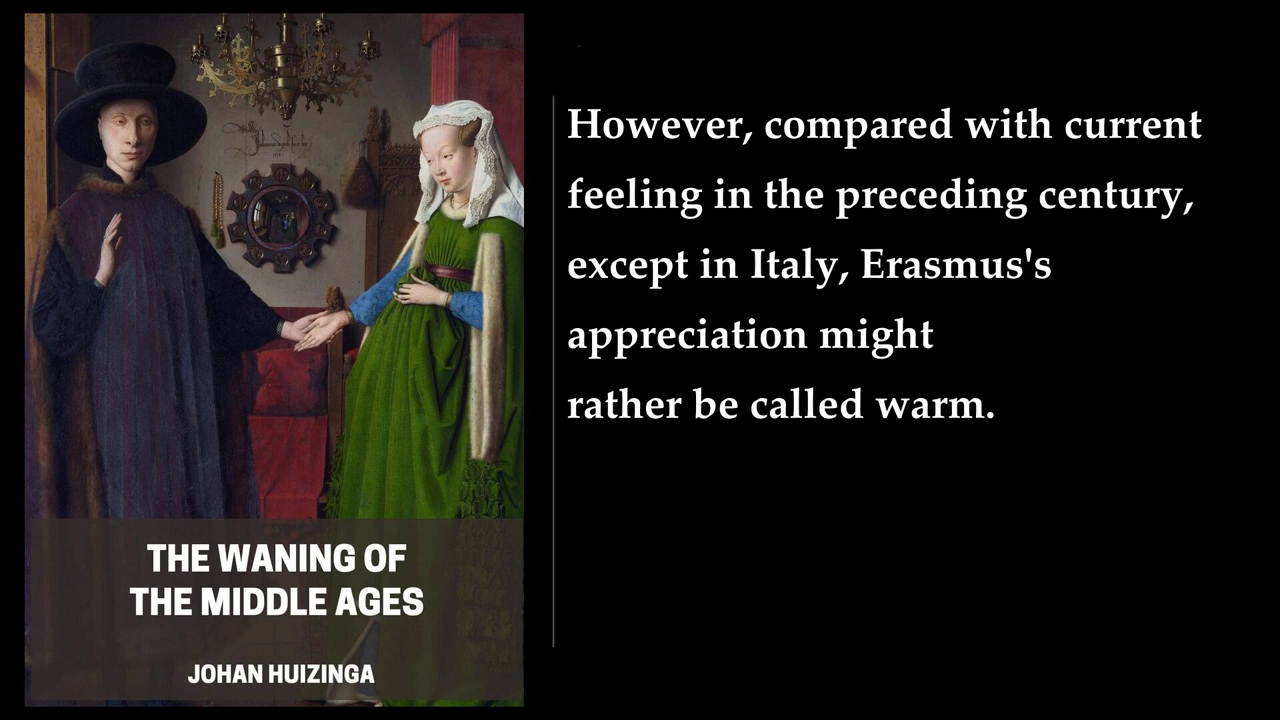 THE WANING OF
THE MIDDLE AGES
JOHAN HUIZINGA
However, compared with current
feeling in the preceding century,
except in Italy, Erasmus's
appreciation might
rather be called warm.